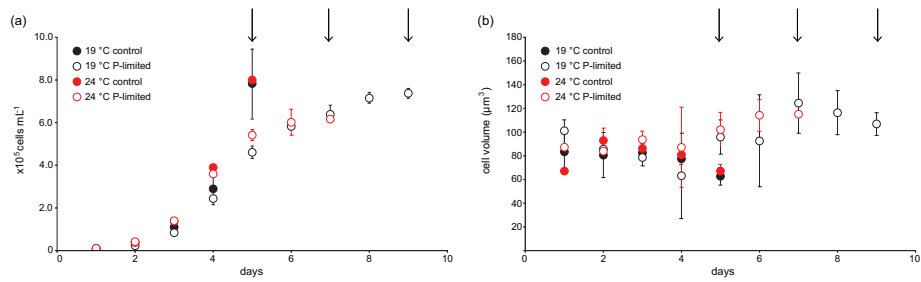 (a)
10.0
8.0
6.0
4.0
2.0
0.0
x10⁵cells mL⁻¹
19 °C control
19 °C P-limited
24 °C control
24 °C P-limited
0 2 4 6 8 10
days
(b)
180
160
140
120
100
80
60
40
20
0
cell volume (μm³)
19 °C control
19 °C P-limited
24 °C control
24 °C P-limited
0 2 4 6 8 10
days